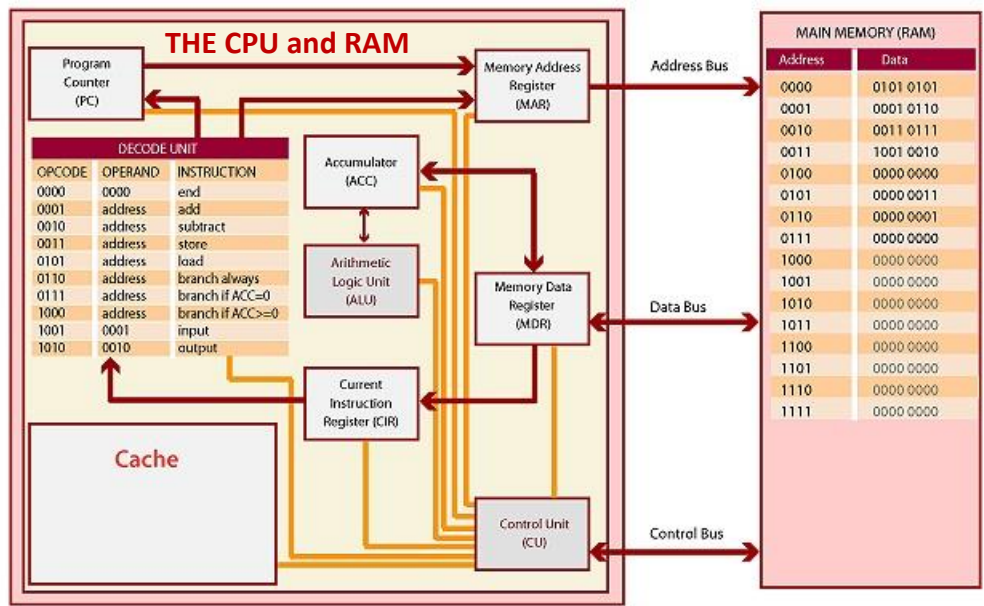 THE CPU and RAM
Program
Counter
(PC)
Memory Address
Register
(MAR)
DECODE UNIT
OPCODE OPERAND INSTRUCTION
0000 0000 end
0001 address add
0010 address subtract
0011 address store
0101 address load
0110 address branch always
0111 address branch if ACC=0
1000 address branch if ACC>=0
1001 0001 input
1010 0010 output
Accumulator
(ACC)
Arithmetic
Logic Unit
(ALU)
Memory Data
Register
(MDR)
Current
Instruction
Register (CIR)
Cache
Control Unit
(CU)
Address Bus
Data Bus
Control Bus
MAIN MEMORY (RAM)
Address Data
0000 0101 0101
0001 0001 0110
0010 0011 0111
0011 1001 0010
0100 0000 0000
0101 0000 0011
0110 0000 0001
0111 0000 0000
1000 0000 0000
1001 0000 0000
1010 0000 0000
1011 0000 0000
1100 0000 0000
1101 0000 0000
1110 0000 0000
1111 0000 0000